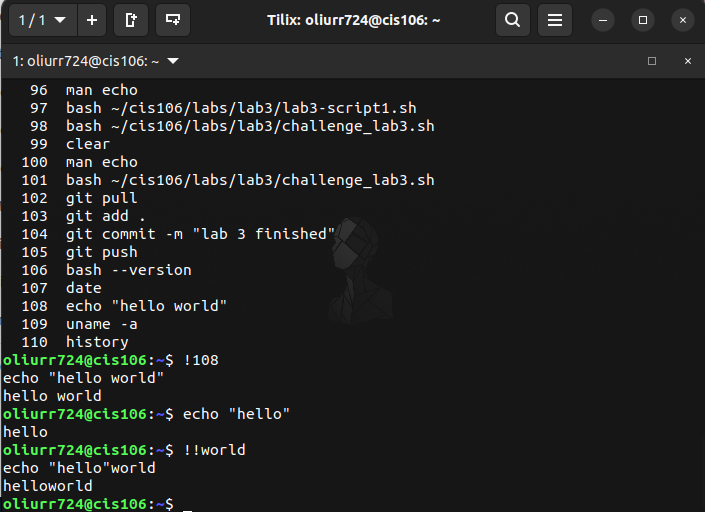 1 / 1
Tilix: oliurr724@cis106: ~
1: oliurr724@cis106: ~
96 man echo
97 bash ~/cis106/labs/lab3/lab3-script1.sh
98 bash ~/cis106/labs/lab3/challenge_lab3.sh
99 clear
100 man echo
101 bash ~/cis106/labs/lab3/challenge_lab3.sh
102 git pull
103 git add .
104 git commit -m "lab 3 finished"
105 git push
106 bash --version
107 date
108 echo "hello world"
109 uname -a
110 history
oliurr724@cis106:~$ !108
echo "hello world"
hello world
oliurr724@cis106:~$ echo "hello"
hello
oliurr724@cis106:~$ !!world
echo "hello"world
helloworld
oliurr724@cis106:~$